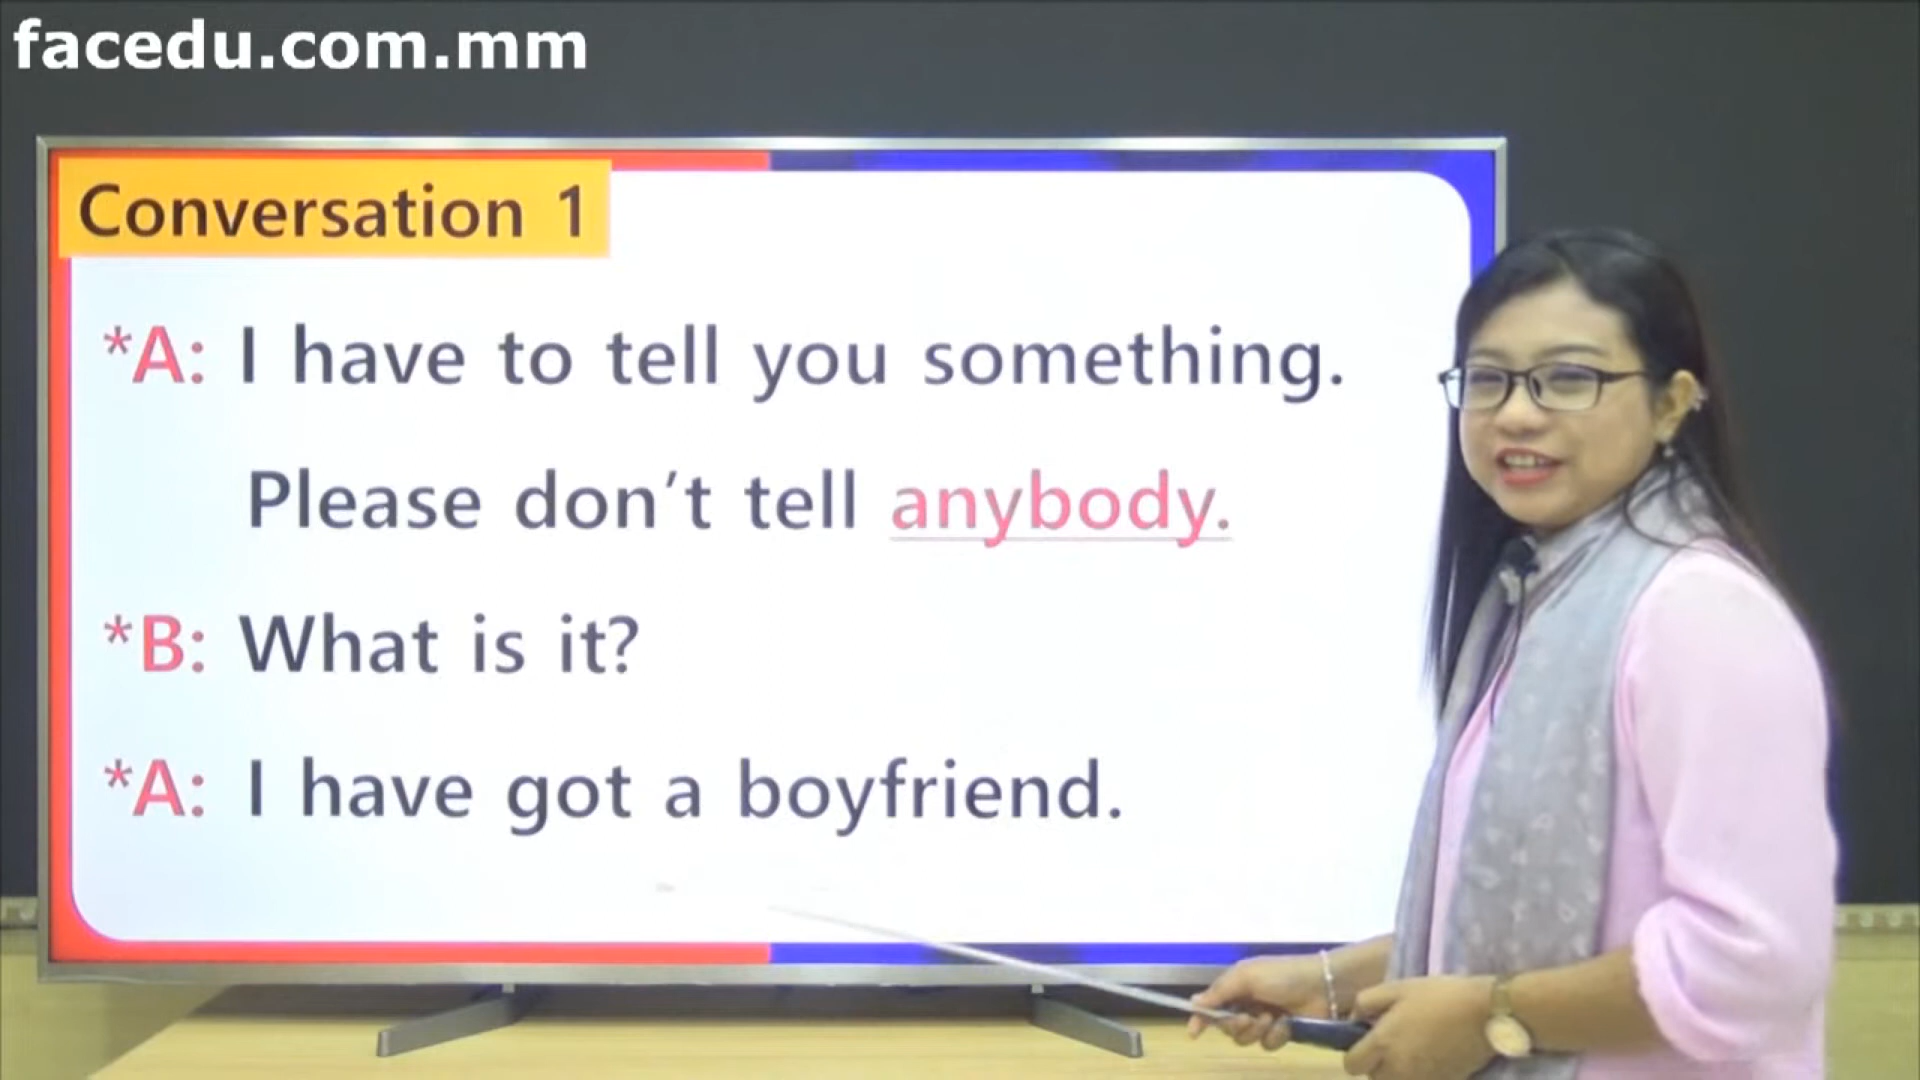 facedu.com.mm
Conversation 1
*A: I have to tell you something.
Please don't tell anybody.
*B: What is it?
*A: I have got a boyfriend.